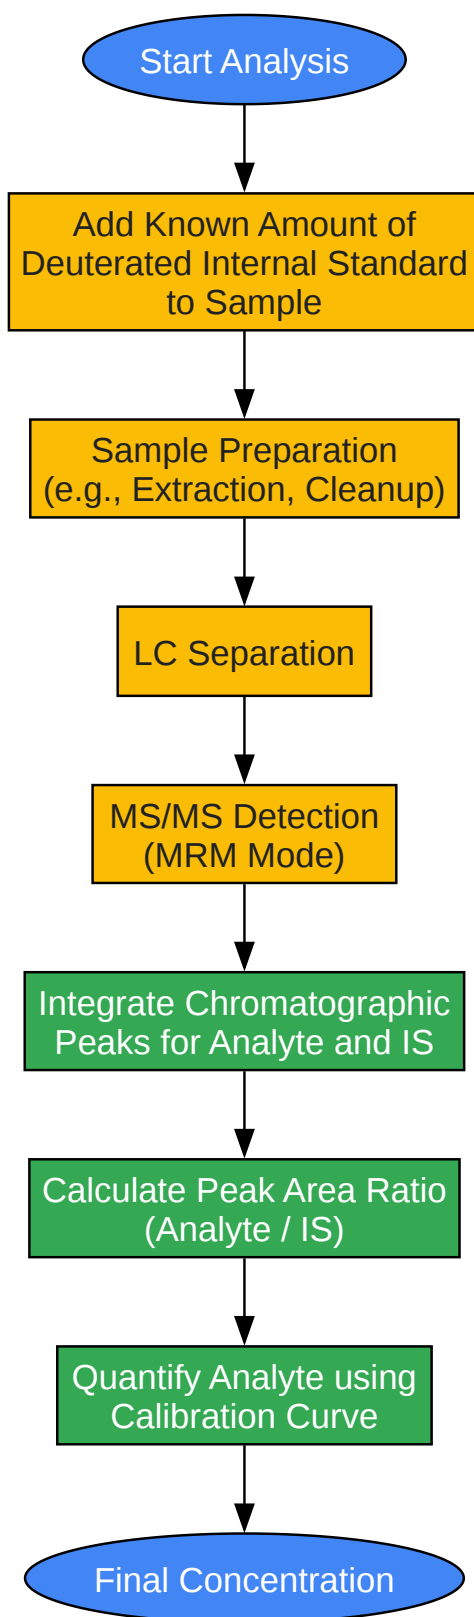 Start Analysis
Add Known Amount of
Deuterated Internal Standard
to Sample
Sample Preparation
(e.g., Extraction, Cleanup)
LC Separation
MS/MS Detection
(MRM Mode)
Integrate Chromatographic
Peaks for Analyte and IS
Calculate Peak Area Ratio
(Analyte / IS)
Quantify Analyte using
Calibration Curve
Final Concentration